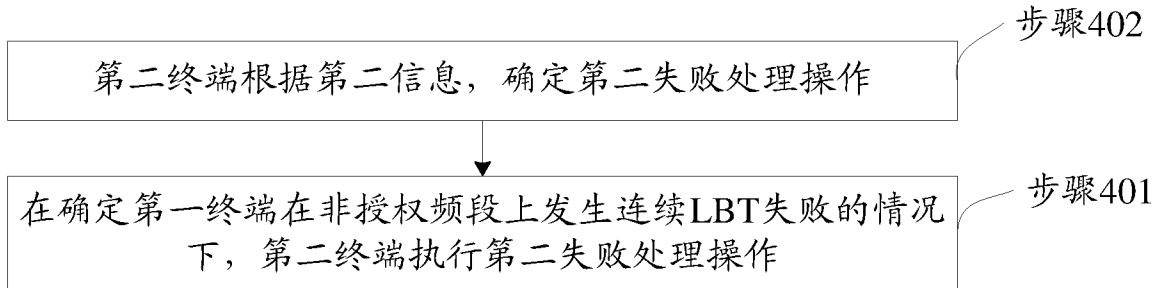 步骤402
第二终端根据第二信息，确定第二失败处理操作
步骤401
在确定第一终端在非授权频段上发生连续LBT失败的情况
下，第二终端执行第二失败处理操作